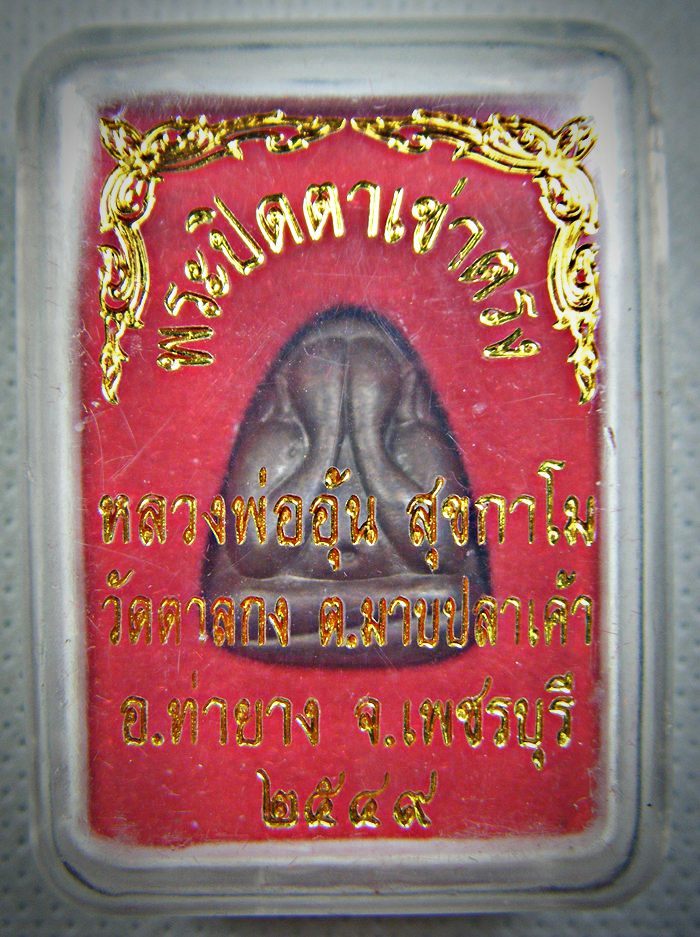 พระปิดตาเข่าตรง
หลวงพ่ออุ้น สุขกาโม
วัดตาลกง ต.มาบปลาเค้า
อ.ท่ายาง จ.เพชรบุรี
๒๕๔๙